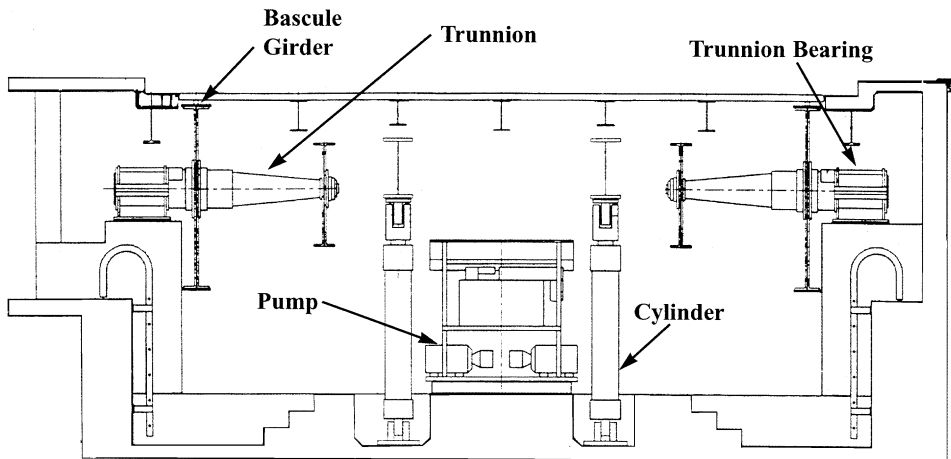 Bascule
Girder
Trunnion
Trunnion Bearing
Pump
Cylinder